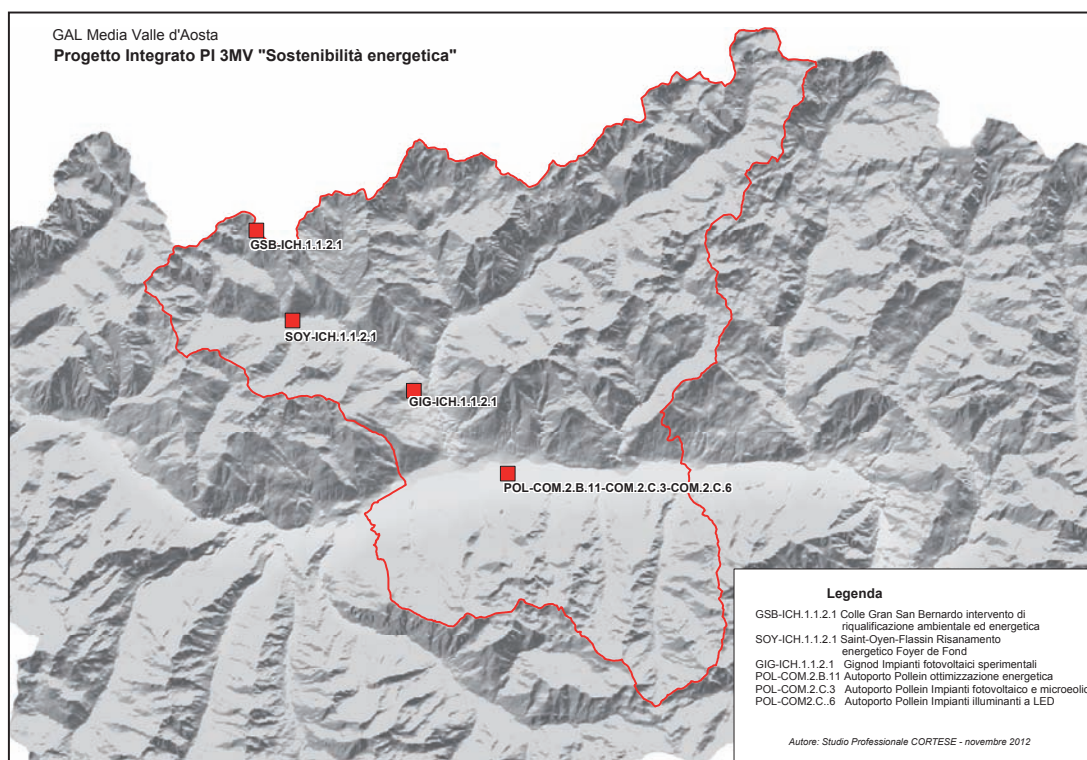 GAL Media Valle d'Aosta
Progetto Integrato PI 3MV "Sostenibilità energetica"
GSB-ICH.1.1.2.1
SOY-ICH.1.1.2.1
GIG-ICH.1.1.2.1
POL-COM.2.B.11-COM.2.C.3-COM.2.C.6
Legenda
GSB-ICH.1.1.2.1 Colle Gran San Bernardo intervento di
riqualificazione ambientale ed energetica
SOY-ICH.1.1.2.1 Saint-Oyen-Flassin Risanamento
energetico Foyer de Fond
GIG-ICH.1.1.2.1 Gignod Impianti fotovoltaici sperimentali
POL-COM.2.B.11 Autoporto Pollein ottimizzazione energetica
POL-COM.2.C.3 Autoporto Pollein Impianti fotovoltaico e microeolic
POL-COM2.C..6 Autoporto Pollein Impianti illuminanti a LED
Autore: Studio Professionale CORTESE - novembre 2012